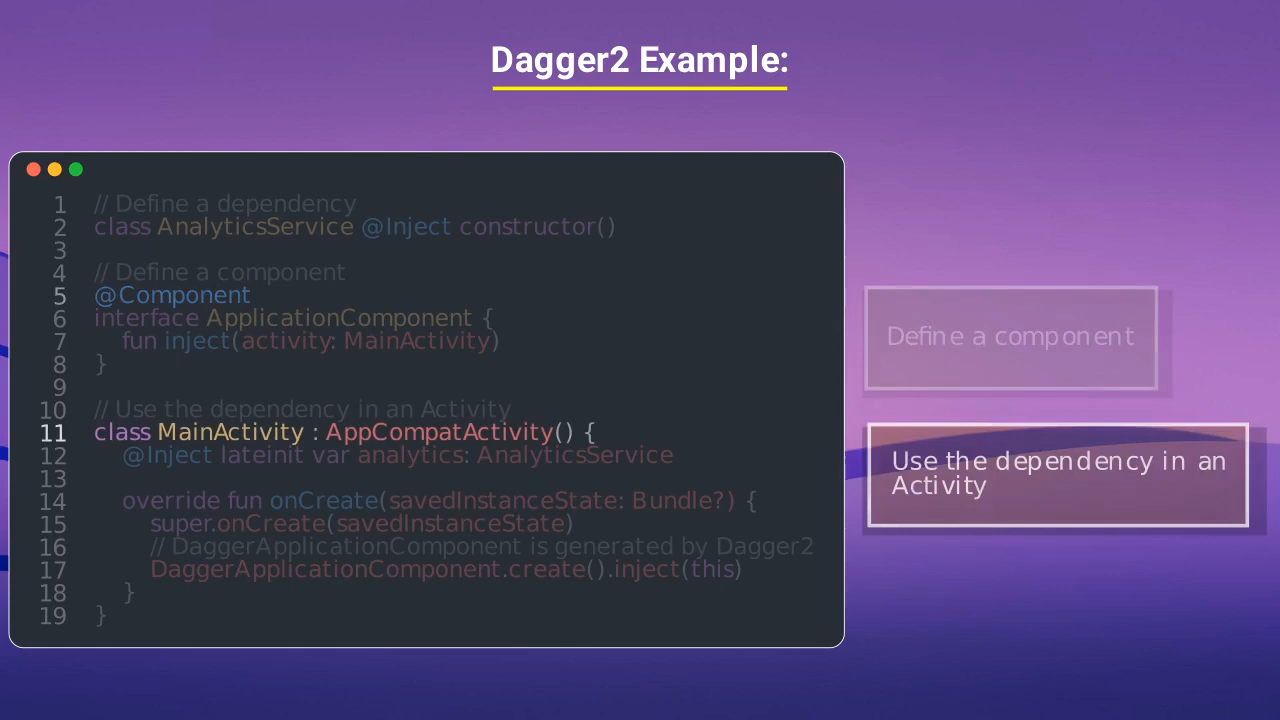 Dagger2 Example:
1 // Define a dependency
2 class AnalyticsService @Inject constructor()
3
4 // Define a component
5 @Component
6 interface ApplicationComponent {
7 fun inject(activity: MainActivity)
8 }
9
10 // Use the dependency in an Activity
11 class MainActivity : AppCompatActivity() {
12 @Inject lateinit var analytics: AnalyticsService
13
14 override fun onCreate(savedInstanceState: Bundle?) {
15 super.onCreate(savedInstanceState)
16 // DaggerApplicationComponent is generated by Dagger2
17 DaggerApplicationComponent.create().inject(this)
18 }
19 }
Define a component
Use the dependency in an
Activity